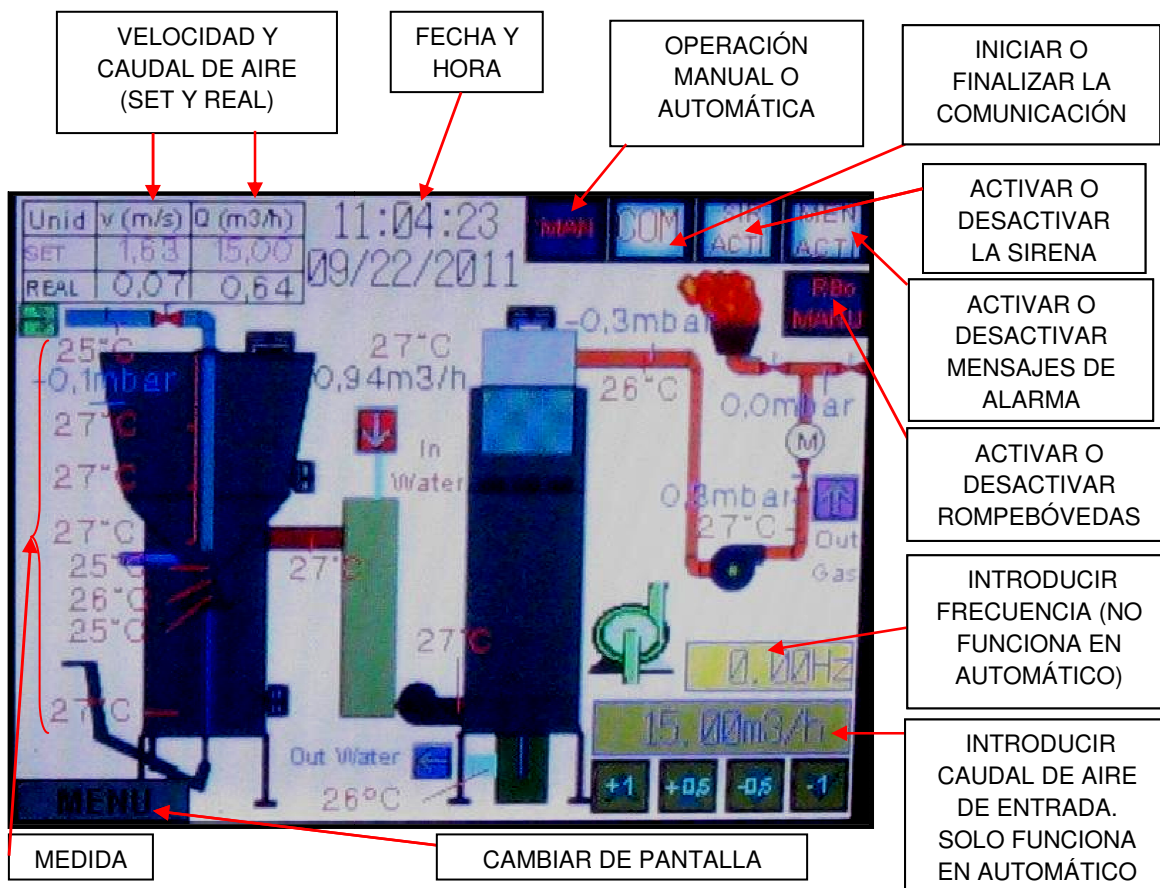 VELOCIDAD Y
CAUDAL DE AIRE
(SET Y REAL)
FECHA Y
HORA
OPERACIÓN
MANUAL O
AUTOMÁTICA
INICIAR O
FINALIZAR LA
COMUNICACIÓN
ACTIVAR O
DESACTIVAR
LA SIRENA
ACTIVAR O
DESACTIVAR
MENSAJES DE
ALARMA
ACTIVAR O
DESACTIVAR
ROMPEBÓVEDAS
INTRODUCIR
FRECUENCIA (NO
FUNCIONA EN
AUTOMÁTICO)
INTRODUCIR
CAUDAL DE AIRE
DE ENTRADA.
SOLO FUNCIONA
EN AUTOMÁTICO
Unid v (m/s) Q (m3/h)
SET 1,63 15,00
REAL 0,07 0,64
11:04:23
09/22/2011
MAN
COM
SIR
ACTI
MEN
ACTI
RBo
MANU
25°C
-0,1mbar
27°C
27°C
27°C
25°C
26°C
25°C
27°C
27°C
0,94m3/h
In
Water
27°C
27°C
-0,3mbar
26°C
0,0mbar
M
0,3mbar
27°C
Out
Gas
0.00Hz
15.00m3/h
+1 +0,5 -0,5 -1
Out Water
26°C
MENU
MEDIDA
CAMBIAR DE PANTALLA